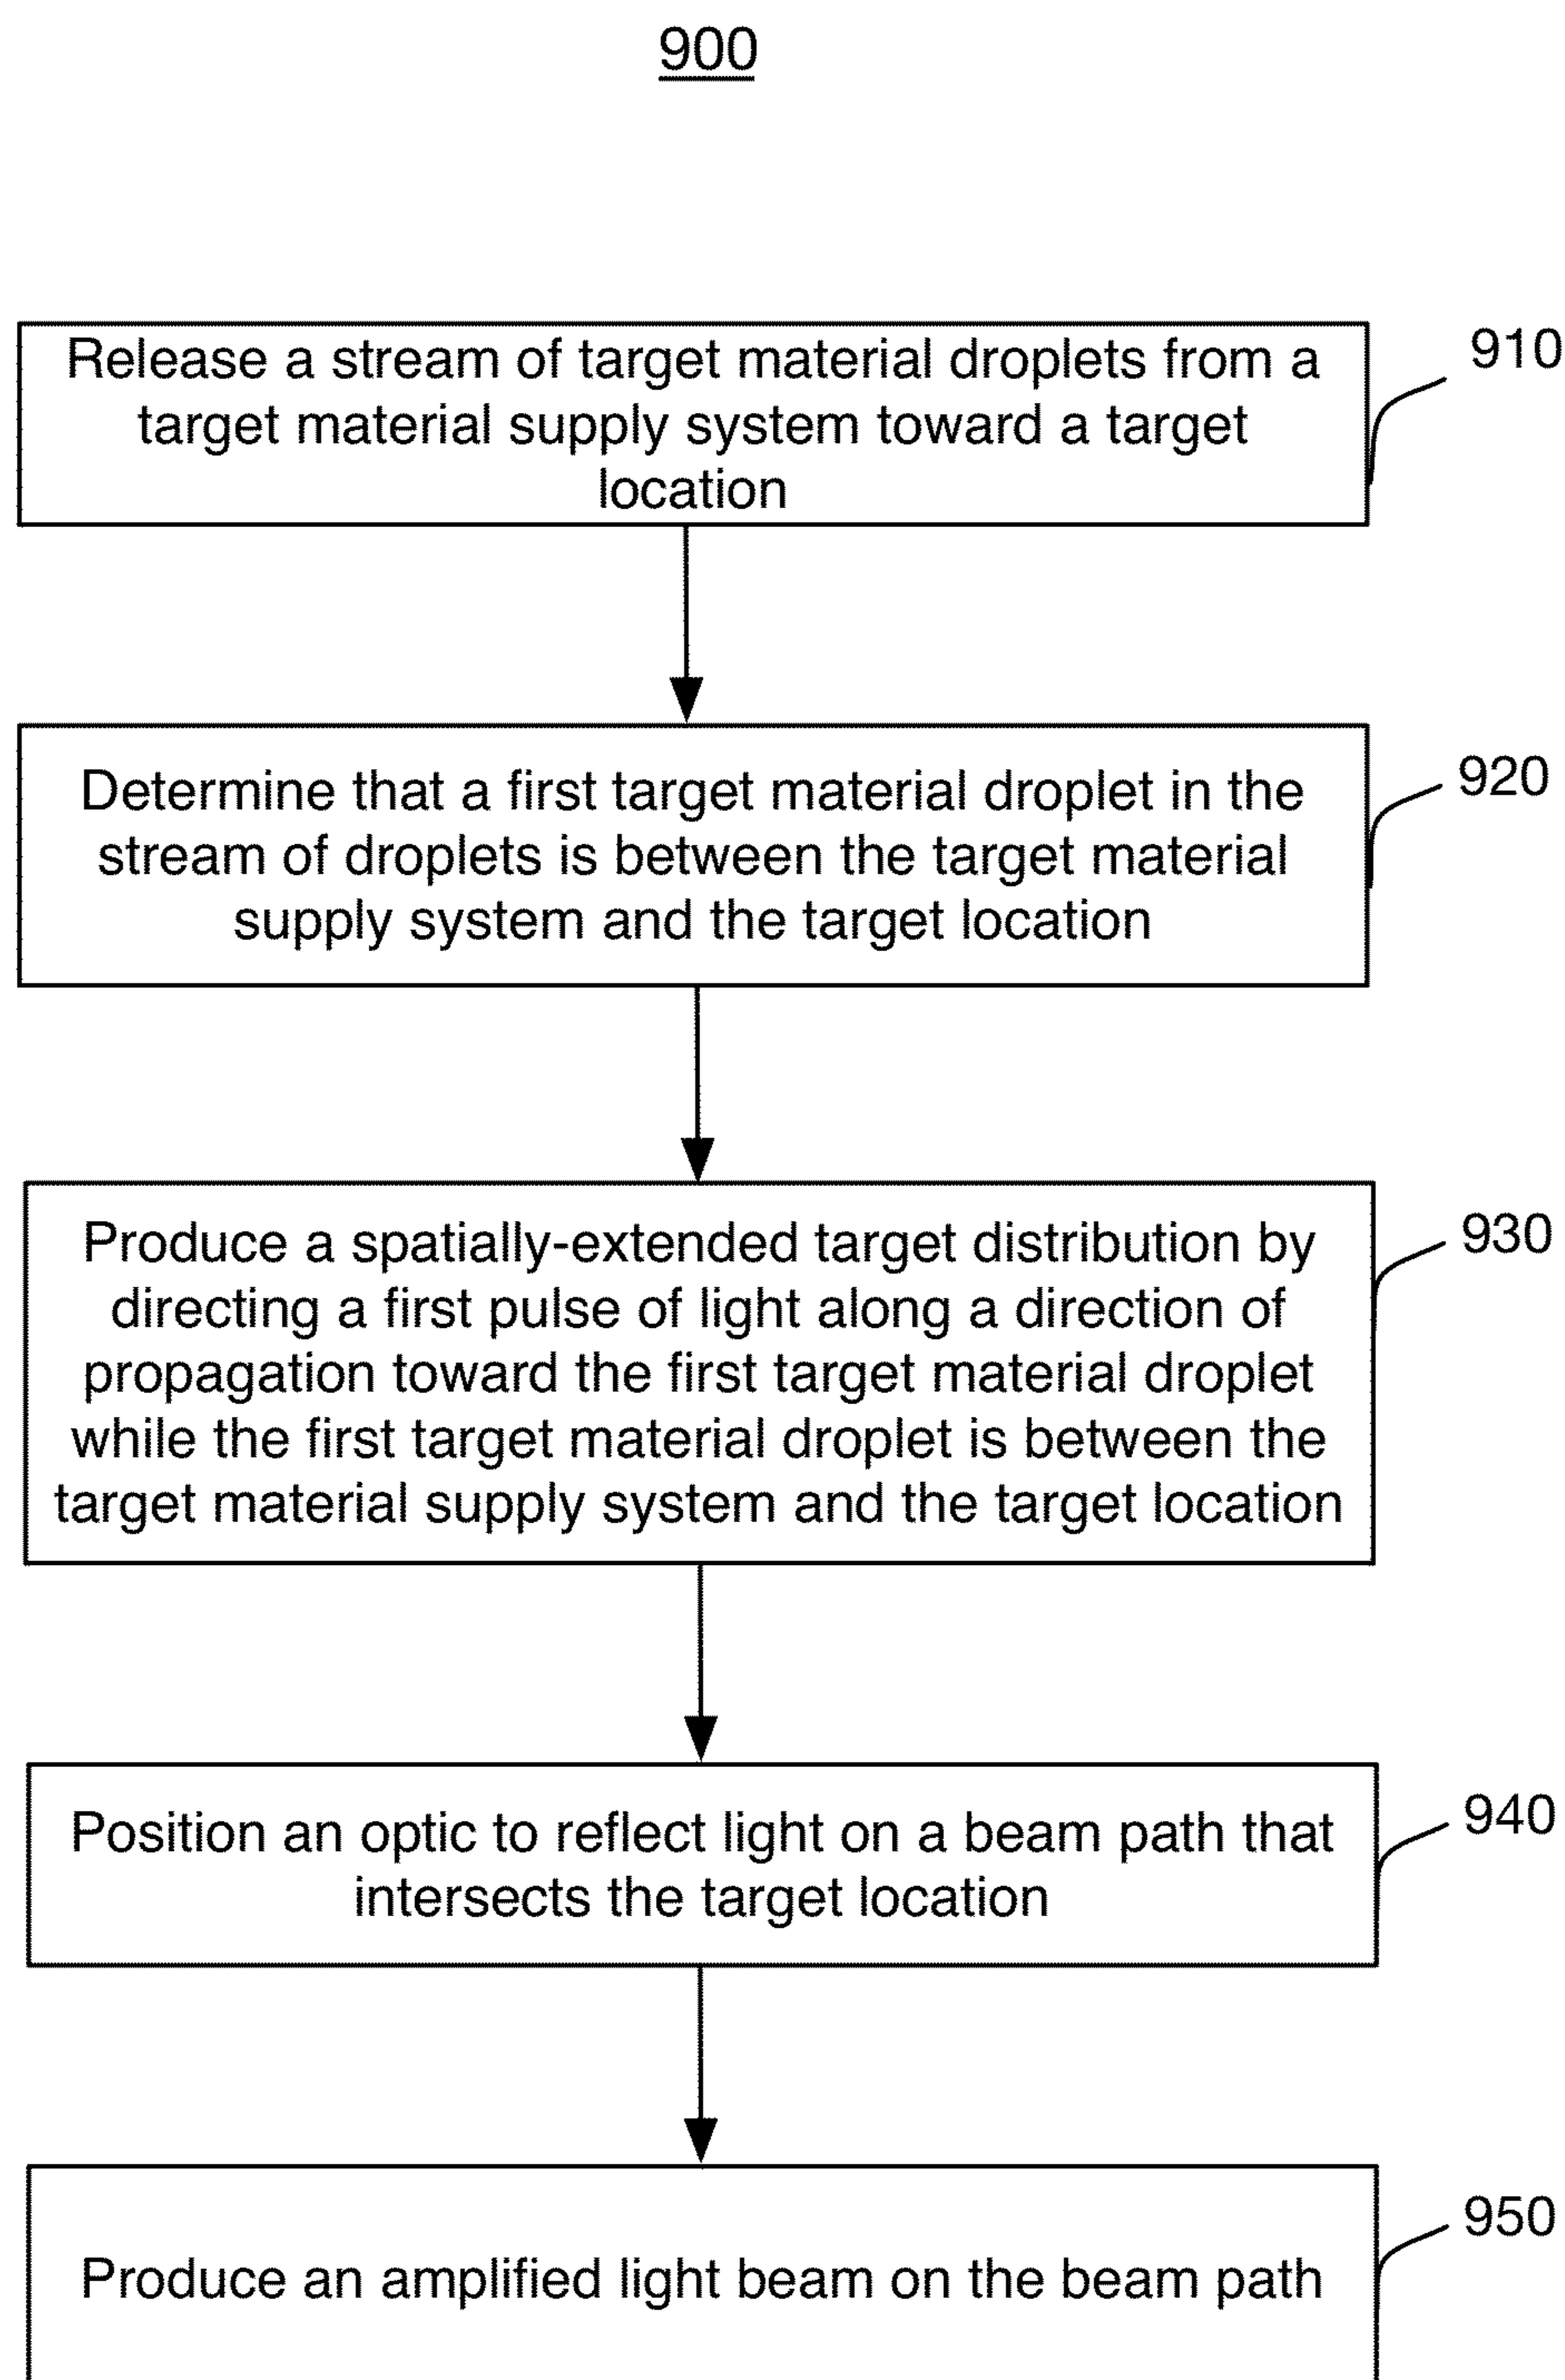 900
Release a stream of target material droplets from a
target material supply system toward a target
location
910
Determine that a first target material droplet in the
stream of droplets is between the target material
supply system and the target location
920
Produce a spatially-extended target distribution by
directing a first pulse of light along a direction of
propagation toward the first target material droplet
while the first target material droplet is between the
target material supply system and the target location
930
Position an optic to reflect light on a beam path that
intersects the target location
940
Produce an amplified light beam on the beam path
950